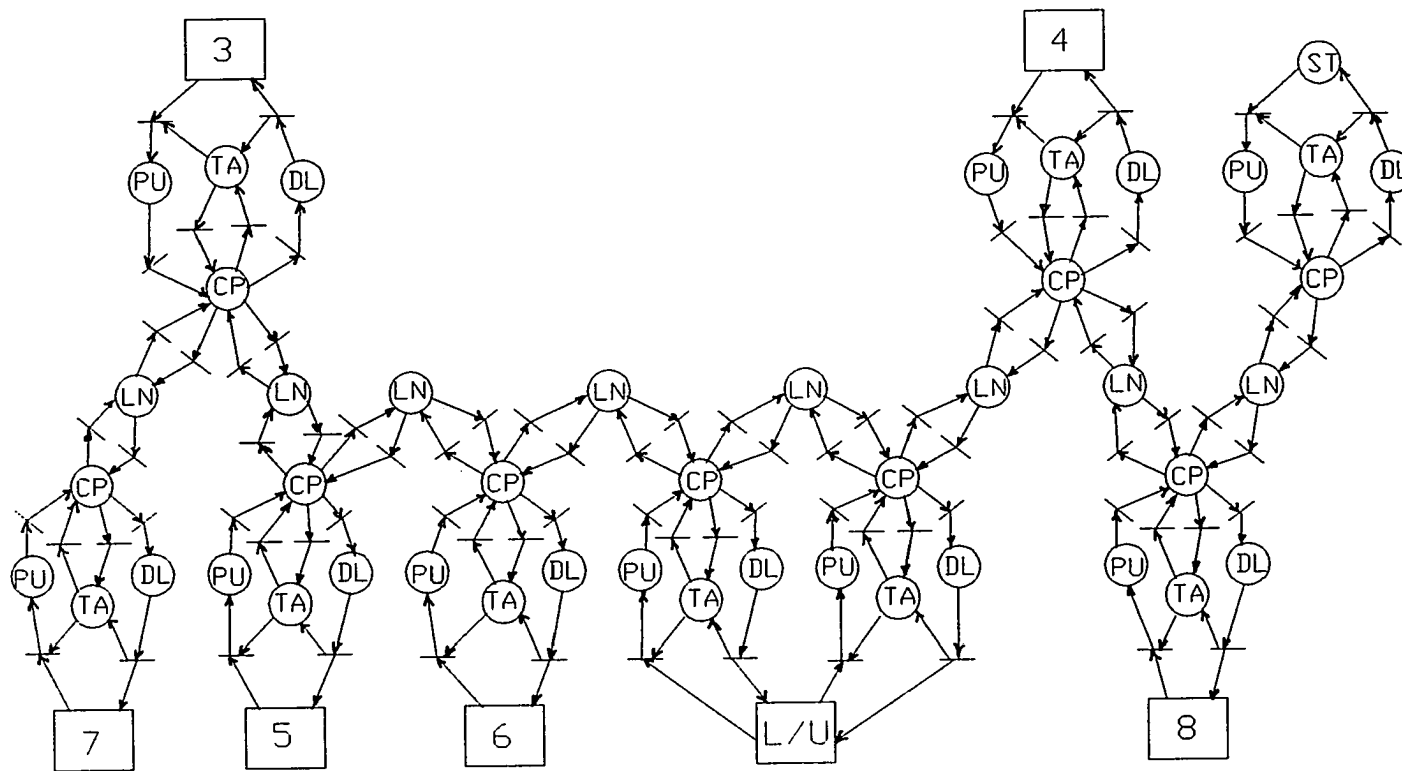 3 4 ST
TA TA TA
PU DL PU DL PU DL
CP CP CP
LN LN LN LN LN LN LN LN
CP CP CP CP CP CP
PU DL PU DL PU DL PU DL PU DL PU DL
TA TA TA TA TA TA
7 5 6 L/U 8